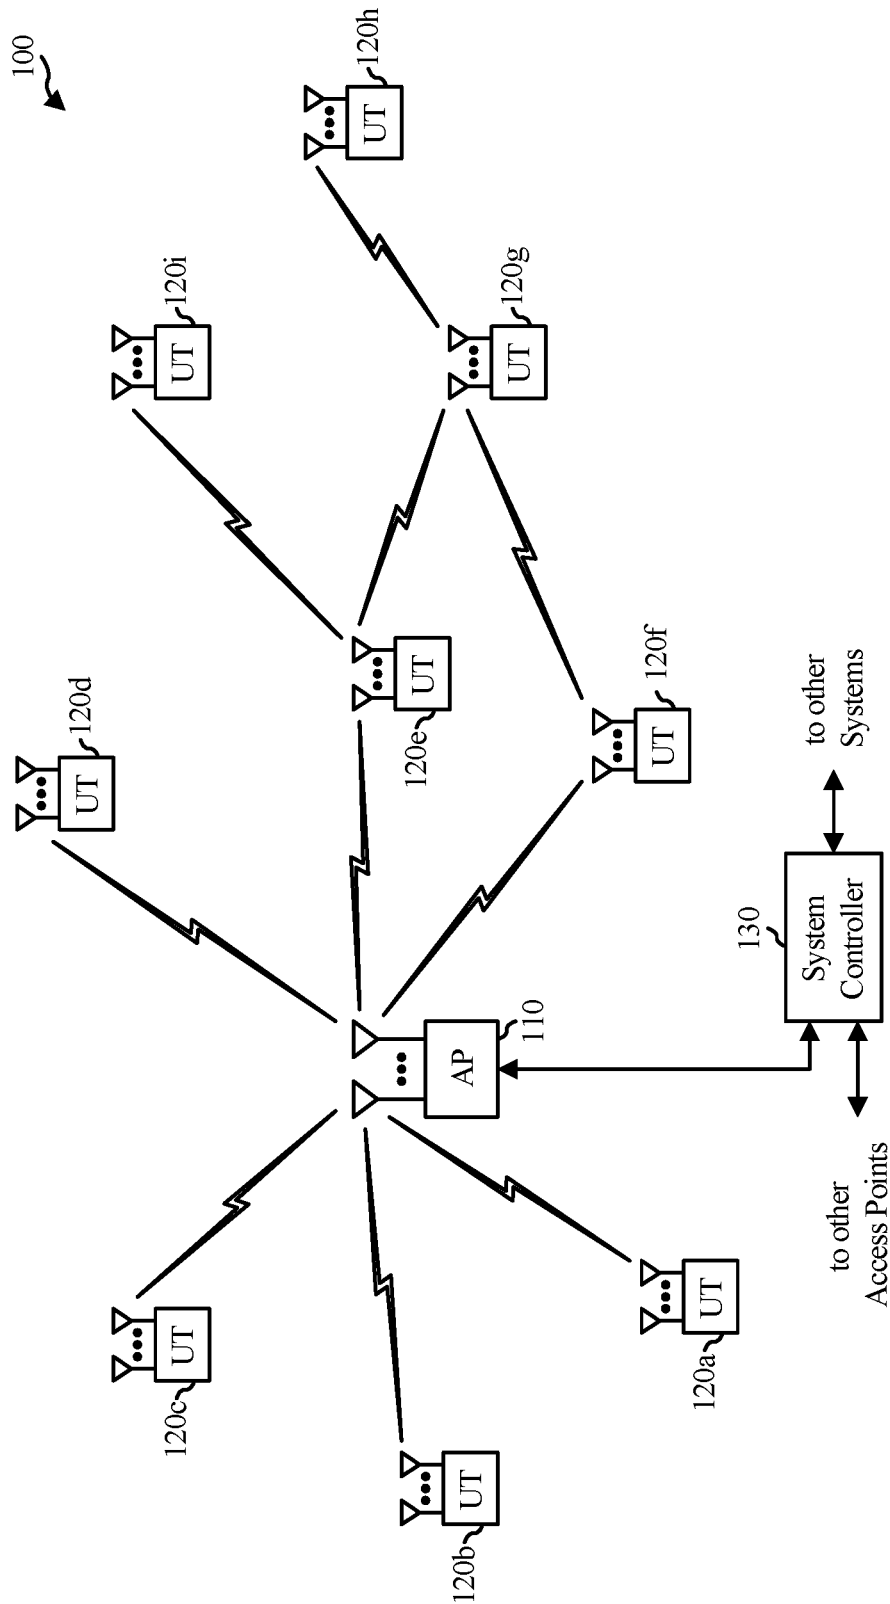 100
120d
UT
120i
UT
120c
UT
120h
UT
120e
UT
120g
UT
AP
110
120b
UT
120f
UT
120a
UT
130
System
Controller
to other
Systems
to other
Access Points